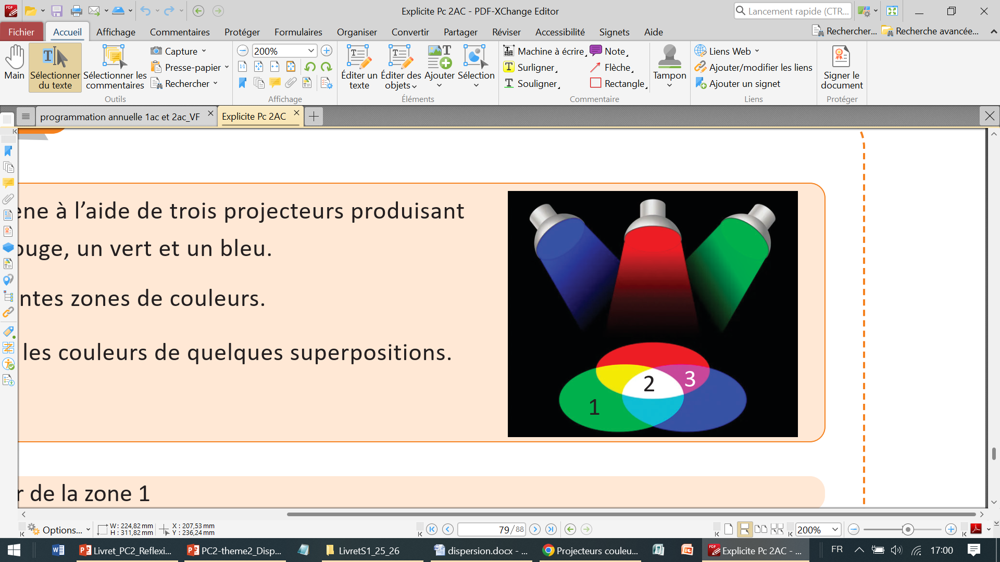 Explicite Pc 2AC - PDF-XChange Editor
Lancement rapide (CTR...
Fichier Accueil Affichage Commentaires Protéger Formulaires Organiser Convertir Partager Réviser Accessibilité Signets Aide
Rechercher... Recherche avancée...
Main
Sélectionner du texte
Sélectionner les commentaires
Capture
Presse-papier
Rechercher
Outils
200%
Affichage
Éditer un texte
Éditer des objets
Ajouter
Sélection
Éléments
Machine à écrire
Surligner
Souligner
Note
Flèche
Rectangle
Tampon
Commentaire
Liens Web
Ajouter/modifier les liens
Ajouter un signet
Liens
Signer le document
Protéger
programmation annuelle 1ac et 2ac_VF
Explicite Pc 2AC
ène à l’aide de trois projecteurs produisant
ouge, un vert et un bleu.
ntes zones de couleurs.
les couleurs de quelques superpositions.
2
3
1
r de la zone 1
Options...
W : 224,82 mm
H : 311,82 mm
X : 207,53 mm
Y : 236,24 mm
79 / 88
200%
Livret_PC2_Reflexi...
PC2-theme2_Disp...
LivretS1_25_26
dispersion.docx - ...
Projecteurs couleu...
Explicite Pc 2AC - ...
FR
17:00